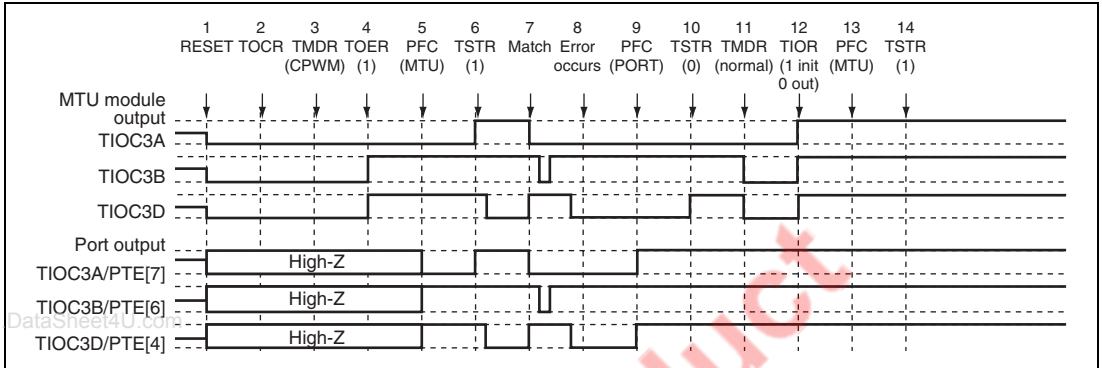 1 2 3 4 5 6 7 8 9 10 11 12 13 14
RESET TOCR TMDR TOER PFC TSTR Match Error PFC TSTR TMDR TIOR PFC TSTR
(CPWM) (1) (MTU) (1) occurs (PORT) (0) (normal) (1 init (MTU) (1)
0 out)
MTU module
output
TIOC3A
TIOC3B
TIOC3D
Port output
TIOC3A/PTE[7] High-Z
TIOC3B/PTE[6] High-Z
DataSheet4U.com
TIOC3D/PTE[4] High-Z
uct